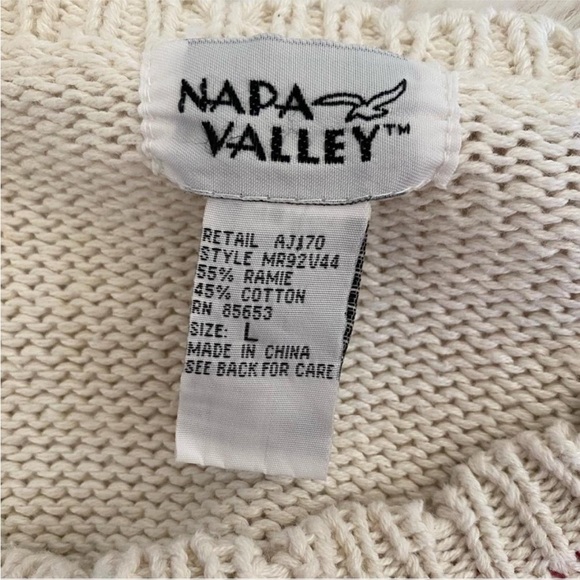 NAPA
VALLEY™
RETAIL AJ170
STYLE MR92V44
55% RAMIE
45% COTTON
RN 85653
SIZE: L
MADE IN CHINA
SEE BACK FOR CARE